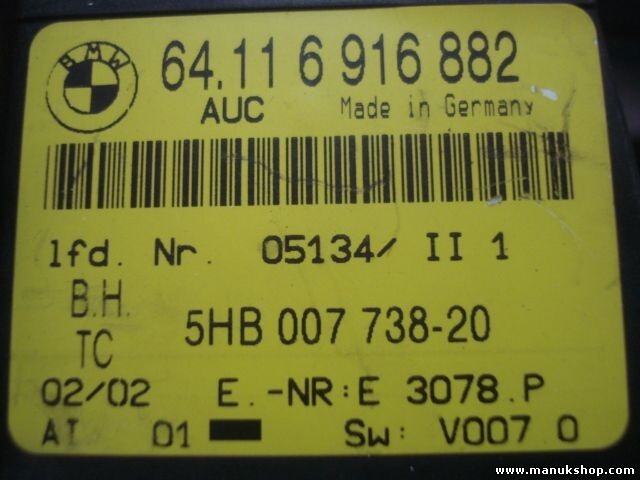 BMW
64.11 6 916 882
AUC Made in Germany
lfd. Nr. 05134/ II 1
B.H.
TC 5HB 007 738-20
02/02 E.-NR:E 3078.P
AT 01 Sw: V007 0
www.manukshop.com